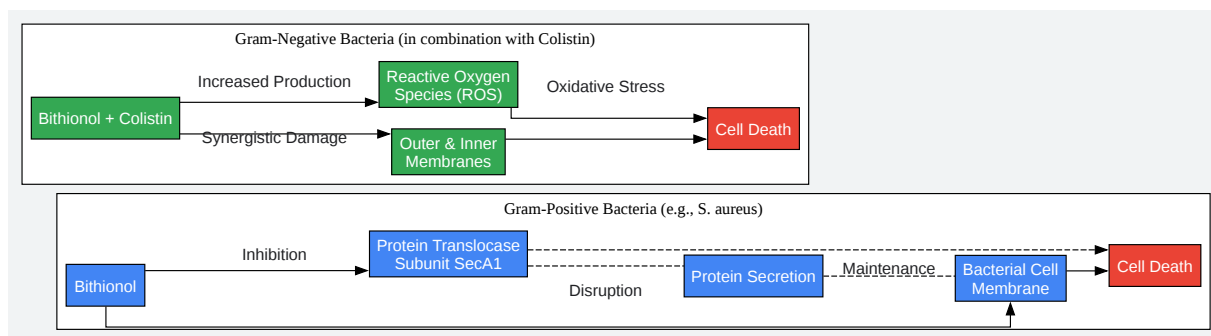 Gram-Negative Bacteria (in combination with Colistin)
Increased Production
Reactive Oxygen
Species (ROS)
Oxidative Stress
Bithionol + Colistin
Cell Death
Synergistic Damage
Outer & Inner
Membranes
Gram-Positive Bacteria (e.g., S. aureus)
Inhibition
Protein Translocase
Subunit SecA1
Cell Death
Bithionol
Disruption
Protein Secretion
Maintenance
Bacterial Cell
Membrane